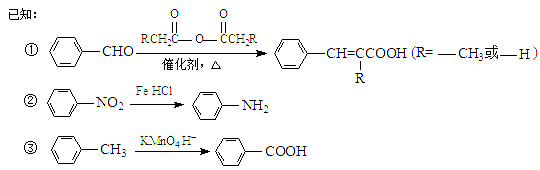 已知：
O O
RCH₂C—O—CCH₂R
① CHO 催化剂，△ CH=CCOOH (R= —CH₃或—H)
R
② NO₂ Fe HCl NH₂
③ CH₃ KMnO₄ H⁺ COOH